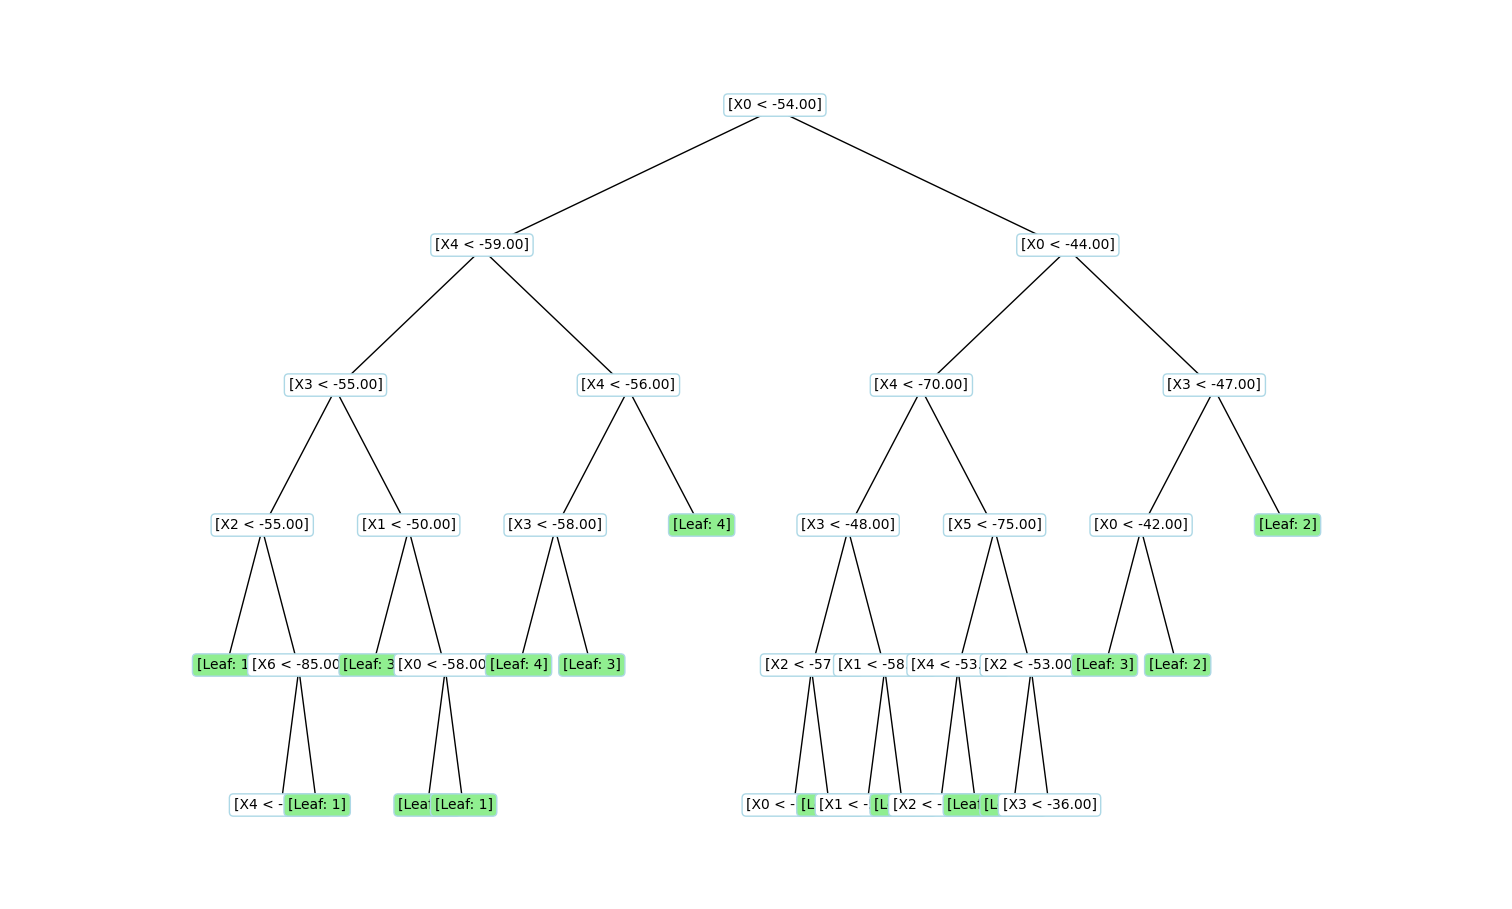 [X0 < -54.00]
[X4 < -59.00] [X0 < -44.00]
[X3 < -55.00] [X4 < -56.00] [X4 < -70.00] [X3 < -47.00]
[X2 < -55.00] [X1 < -50.00] [X3 < -58.00] [Leaf: 4] [X3 < -48.00] [X5 < -75.00] [X0 < -42.00] [Leaf: 2]
[Leaf: 1 [X6 < -85.00 [Leaf: 3 [X0 < -58.00 [Leaf: 4] [Leaf: 3] [X2 < -57 [X1 < -58 [X4 < -53 [X2 < -53.00 [Leaf: 3] [Leaf: 2]
[X4 < - [Leaf: 1] [Leaf [Leaf: 1] [X0 < - [L [X1 < - [L [X2 < - [Leaf [L [X3 < -36.00]